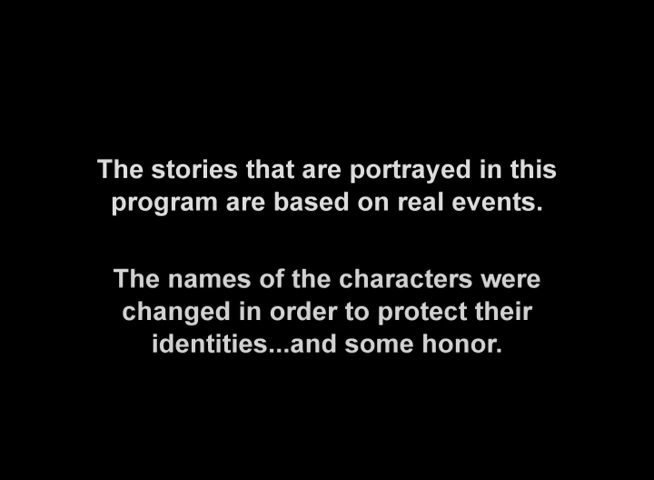 The stories that are portrayed in this
program are based on real events.
The names of the characters were
changed in order to protect their
identities...and some honor.